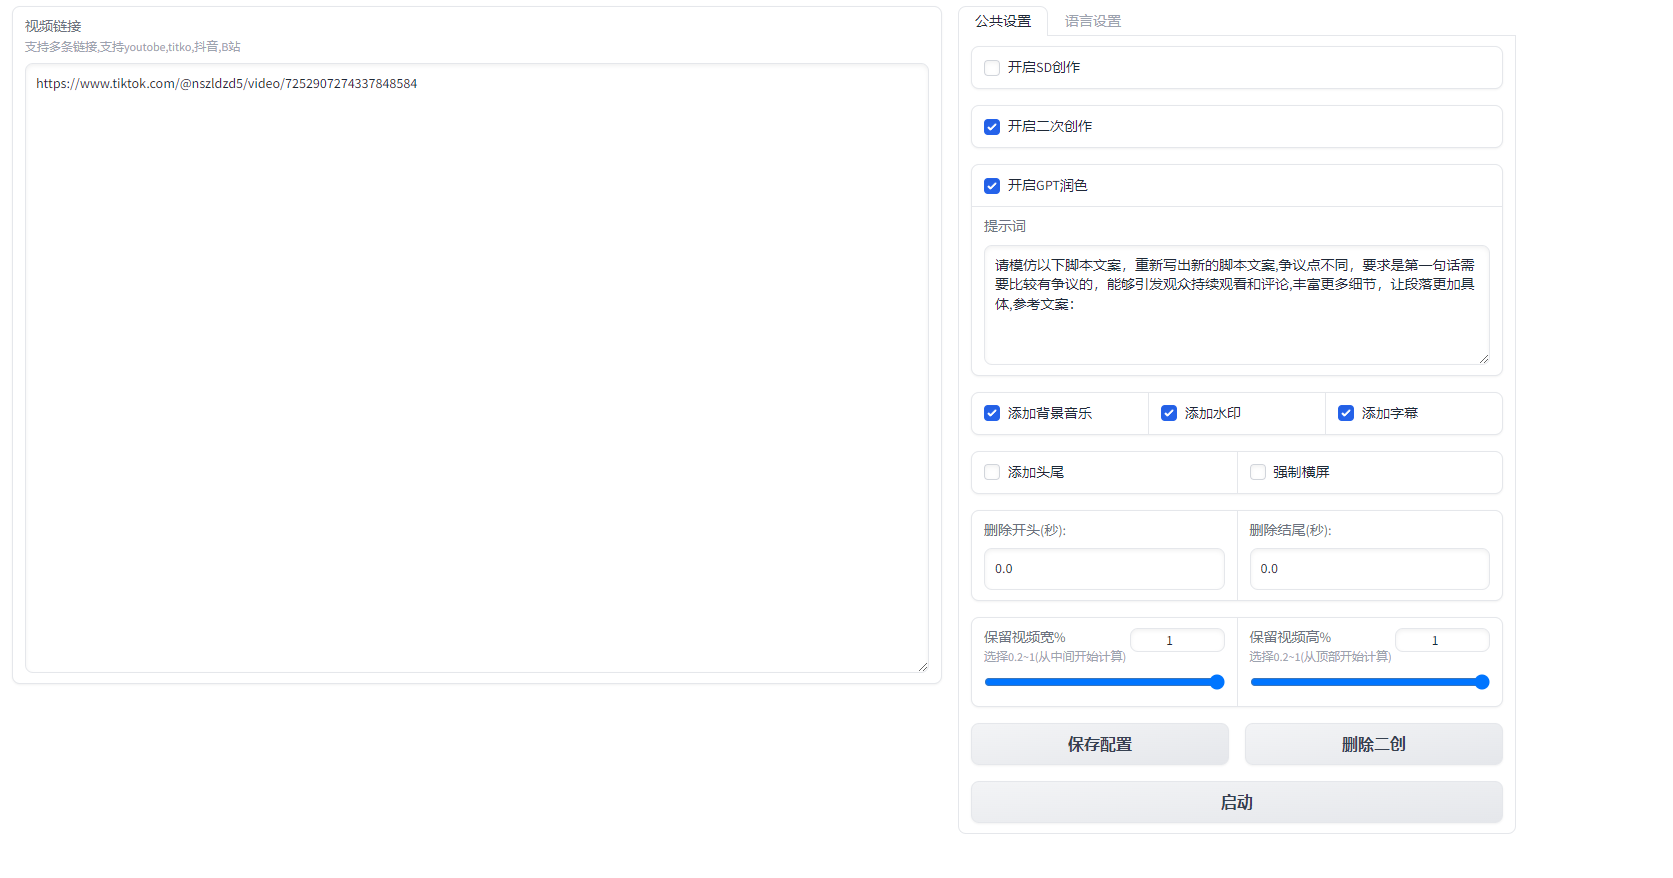 视频链接
支持多条链接,支持youtobe,titko,抖音,B站
https://www.tiktok.com/@nszldzd5/video/7252907274337848584
公共设置
语言设置
开启SD创作
开启二次创作
开启GPT润色
提示词
请模仿以下脚本文案，重新写出新的脚本文案,争议点不同，要求是第一句话需
要比较有争议的，能够引发观众持续观看和评论,丰富更多细节，让段落更加具
体,参考文案：
添加背景音乐
添加水印
添加字幕
添加头尾
强制横屏
删除开头(秒):
删除结尾(秒):
0.0
0.0
保留视频宽%
1
选择0.2~1(从中间开始计算)
保留视频高%
1
选择0.2~1(从顶部开始计算)
保存配置
删除二创
启动